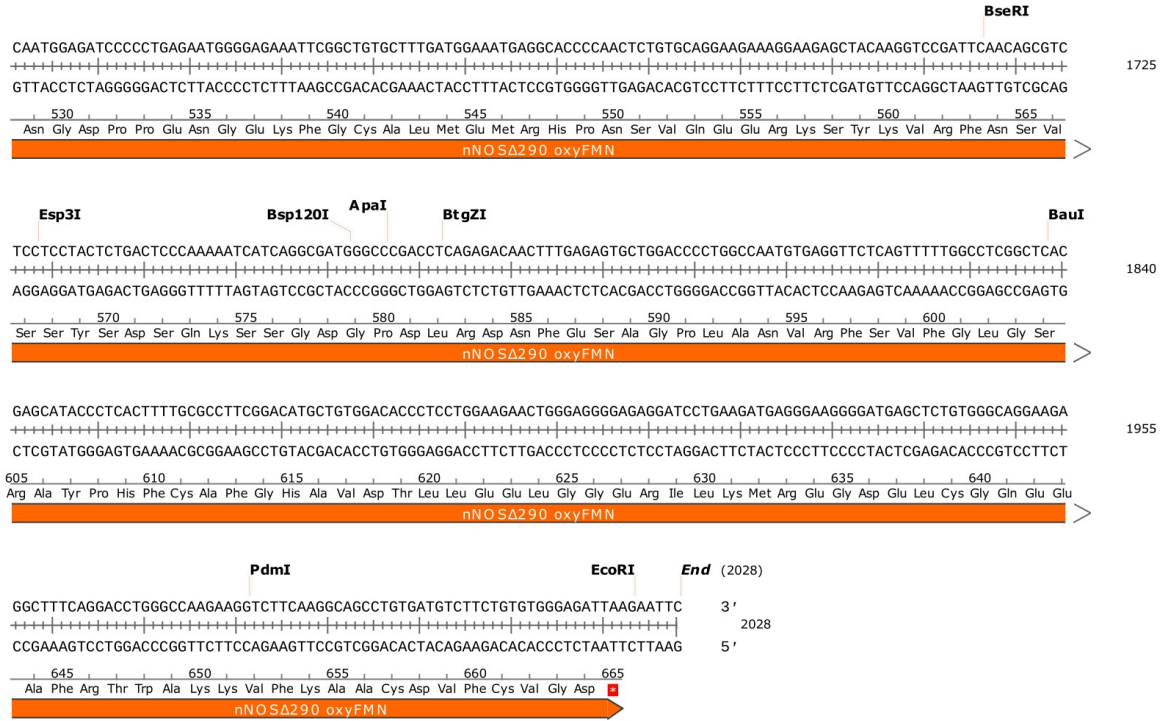 BseRI
CAATGGAGATCCCCCTGAGAATGGGGAGAAATTCGGCTGTGCTTTGATGGAAATGAGGCACCCCAACTCTGTGCAGGAAGAAAGGAAGAGCTACAAGGTCCGATTCAACAGCGTC
1725
GTTACCTCTAGGGGGACTCTTACCCCTCTTTAAGCCGACACGAAACTACCTTTACTCCGTGGGGTTGAGACACGTCCTTCTTTCCTTCTCGATGTTCCAGGCTAAGTTGTCGCAG
530 535 540 545 550 555 560 565
Asn Gly Asp Pro Pro Glu Asn Gly Glu Lys Phe Gly Cys Ala Leu Met Glu Met Arg His Pro Asn Ser Val Gln Glu Glu Arg Lys Ser Tyr Lys Val Arg Phe Asn Ser Val
nNOSΔ290 oxyFMN
Esp3I Bsp120I ApaI BtgZI BauI
TCCTCCTACTCTGACTCCCAAAAATCATCAGGCGATGGGCCCGACCTCAGAGACAACTTTGAGAGTGCTGGACCCCTGGCCAATGTGAGGTTCTCAGTTTTTGGCCTCGGCTCAC
1840
AGGAGGATGAGACTGAGGGTTTTTAGTAGTCCGCTACCCGGGCTGGAGTCTCTGTTGAAACTCTCACGACCTGGGGACCGGTTACACTCCAAGAGTCAAAAACCGGAGCCGAGTG
570 575 580 585 590 595 600
Ser Ser Tyr Ser Asp Ser Gln Lys Ser Ser Gly Asp Gly Pro Asp Leu Arg Asp Asn Phe Glu Ser Ala Gly Pro Leu Ala Asn Val Arg Phe Ser Val Phe Gly Leu Gly Ser
nNOSΔ290 oxyFMN
GAGCATACCCTCACTTTTGCGCCTTCGGACATGCTGTGGACACCCTCCTGGAAGAACTGGGAGGGGAGAGGATCCTGAAGATGAGGGAAGGGGATGAGCTCTGTGGGCAGGAAGA
1955
CTCGTATGGGAGTGAAAACGCGGAAGCCTGTACGACACCTGTGGGAGGACCTTCTTGACCCTCCCCTCTCCTAGGACTTCTACTCCCTTCCCCTACTCGAGACACCCGTCCTTCT
605 610 615 620 625 630 635 640
Arg Ala Tyr Pro His Phe Cys Ala Phe Gly His Ala Val Asp Thr Leu Leu Glu Glu Leu Gly Gly Glu Arg Ile Leu Lys Met Arg Glu Gly Asp Glu Leu Cys Gly Gln Glu Glu
nNOSΔ290 oxyFMN
PdmI EcoRI End (2028)
GGCTTTCAGGACCTGGGCCAAGAAGGTCTTCAAGGCAGCCTGTGATGTCTTCTGTGTGGGAGATTAAGAATTC 3′
2028
CCGAAAGTCCTGGACCCGGTTCTTCCAGAAGTTCCGTCGGACACTACAGAAGACACACCCTCTAATTCTTAAG 5′
645 650 655 660 665
Ala Phe Arg Thr Trp Ala Lys Lys Val Phe Lys Ala Ala Cys Asp Val Phe Cys Val Gly Asp *
nNOSΔ290 oxyFMN